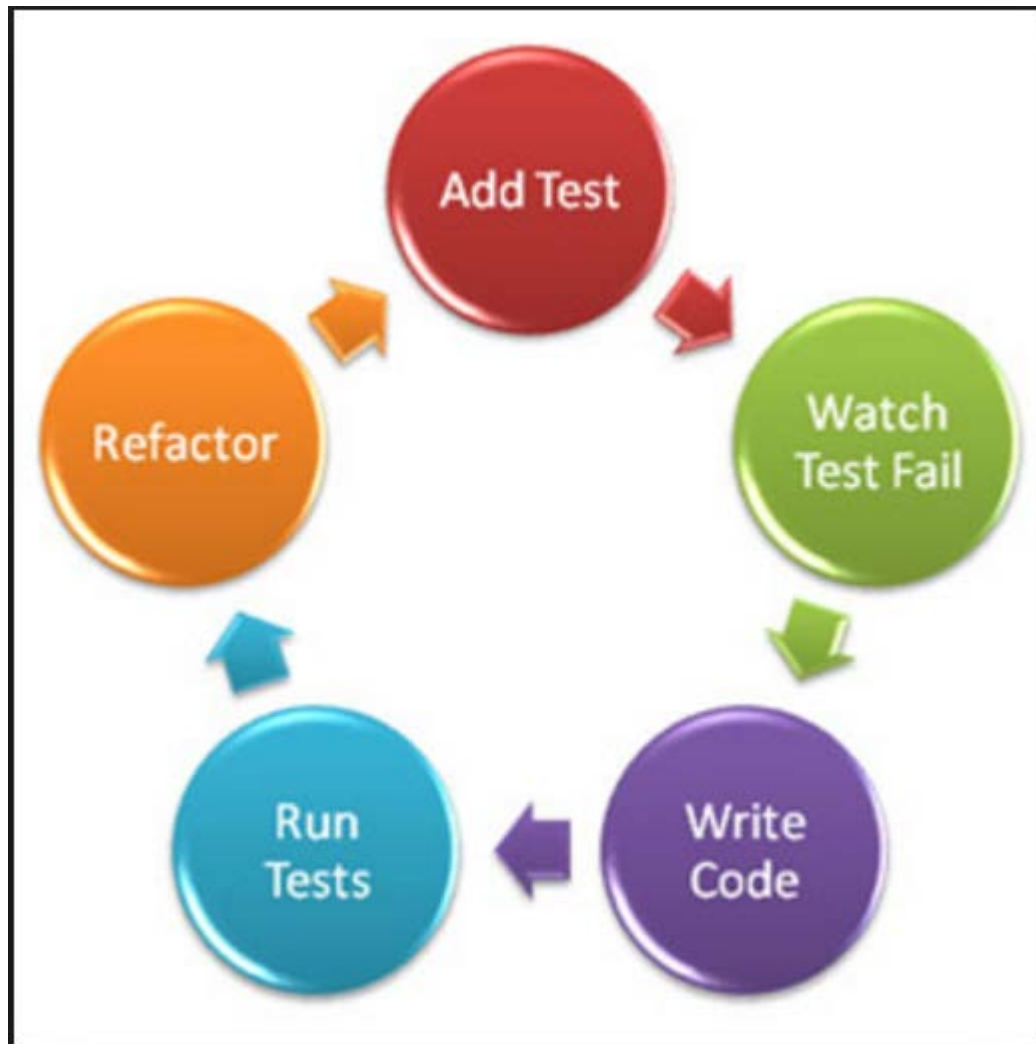 Add Test
Watch
Test Fail
Write
Code
Run
Tests
Refactor